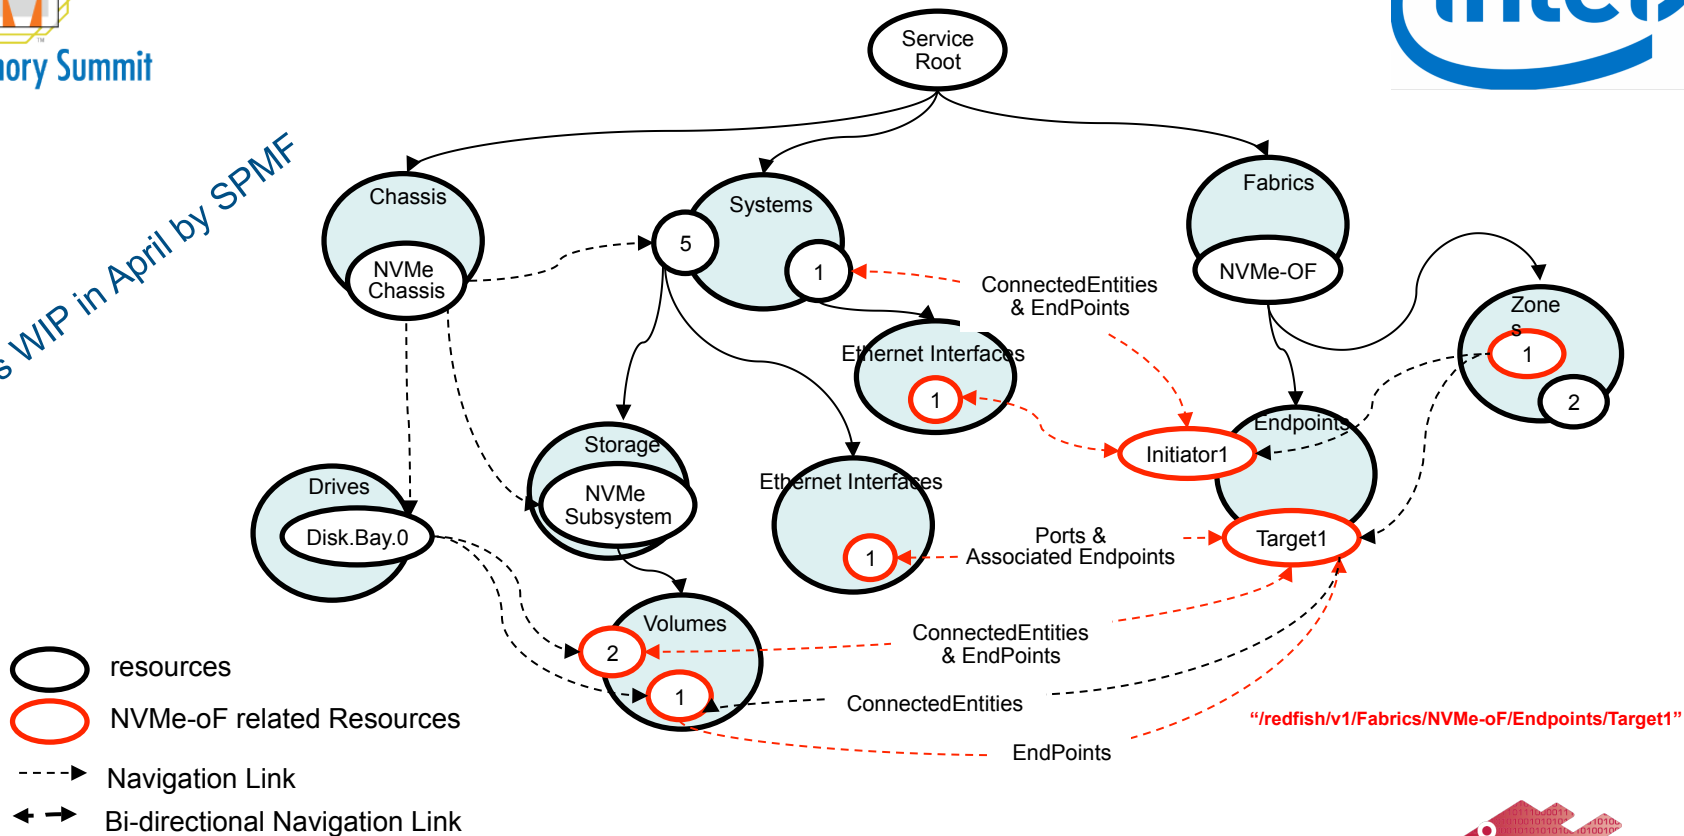 Service
Root
Summit
intel
WIP in April by SPMF
Chassis
NVMe
Chassis
Systems
5
1
Fabrics
NVMe-OF
ConnectedEntities
& EndPoints
Zone
s
1
2
Ethernet Interfaces
1
Endpoints
Initiator1
Storage
NVMe
Subsystem
Ethernet Interfaces
1
Drives
Disk.Bay.0
Ports &
Associated Endpoints
Target1
Volumes
2
1
ConnectedEntities
& EndPoints
ConnectedEntities
EndPoints
“/redfish/v1/Fabrics/NVMe-oF/Endpoints/Target1”
resources
NVMe-oF related Resources
Navigation Link
Bi-directional Navigation Link